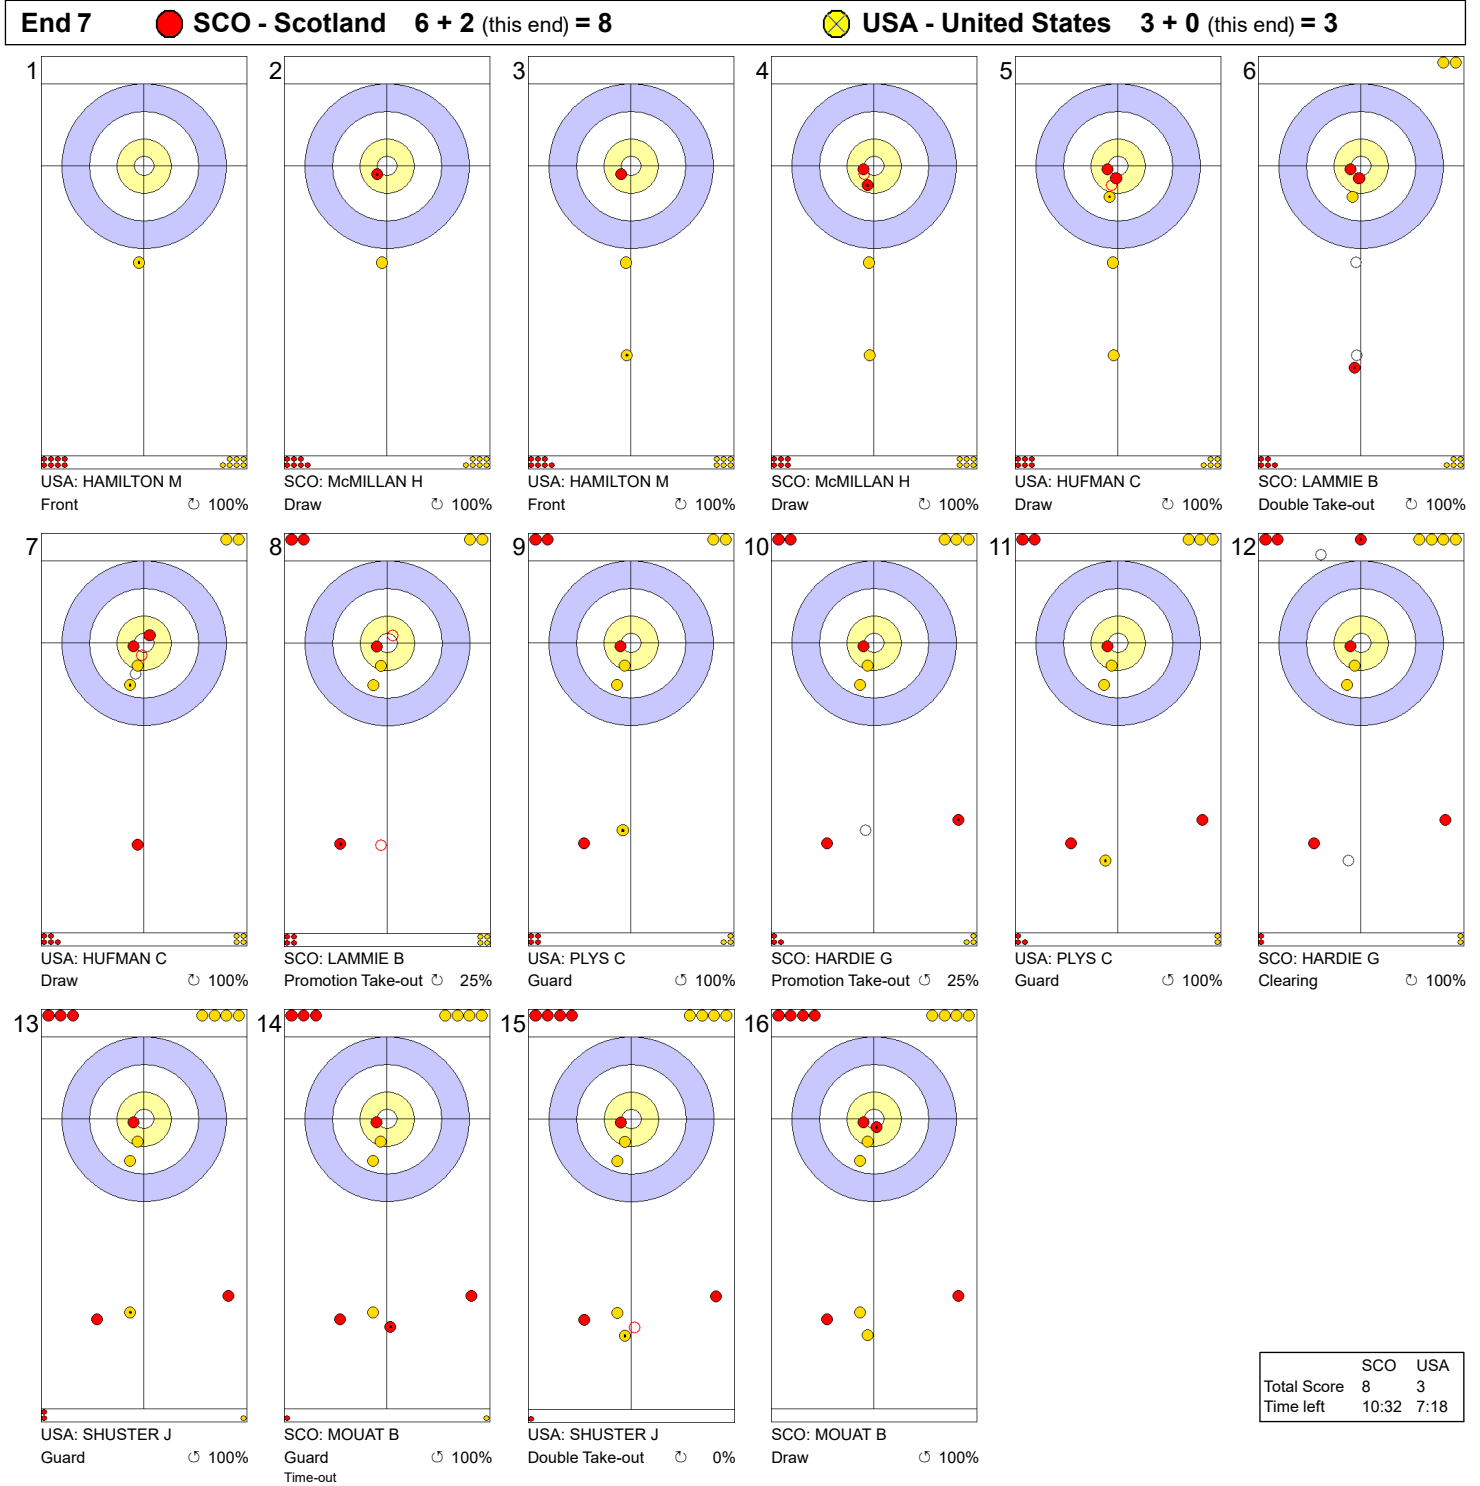 End 7 SCO - Scotland 6 + 2 (this end) = 8 USA - United States 3 + 0 (this end) = 3
1 2 3 4 5 6
USA: HAMILTON M SCO: McMILLAN H USA: HAMILTON M SCO: McMILLAN H USA: HUFMAN C SCO: LAMMIE B
Front ↻ 100% Draw ↻ 100% Front ↻ 100% Draw ↻ 100% Draw ↻ 100% Double Take-out ↻ 100%
7 8 9 10 11 12
USA: HUFMAN C SCO: LAMMIE B USA: PLYS C SCO: HARDIE G USA: PLYS C SCO: HARDIE G
Draw ↻ 100% Promotion Take-out ↻ 25% Guard ↻ 100% Promotion Take-out ↺ 25% Guard ↺ 100% Clearing ↻ 100%
13 14 15 16
USA: SHUSTER J SCO: MOUAT B USA: SHUSTER J SCO: MOUAT B
Guard ↺ 100% Guard ↺ 100% Double Take-out ↻ 0% Draw ↺ 100%
Time-out
SCO USA
Total Score 8 3
Time left 10:32 7:18